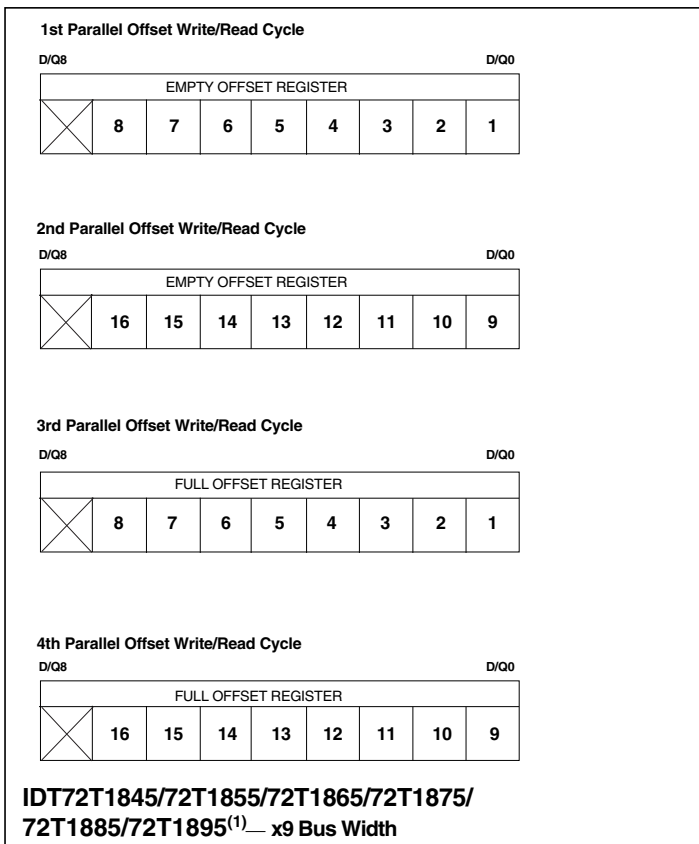 1st Parallel Offset Write/Read Cycle
D/Q8 D/Q0
EMPTY OFFSET REGISTER
8 7 6 5 4 3 2 1
2nd Parallel Offset Write/Read Cycle
D/Q8 D/Q0
EMPTY OFFSET REGISTER
16 15 14 13 12 11 10 9
3rd Parallel Offset Write/Read Cycle
D/Q8 D/Q0
FULL OFFSET REGISTER
8 7 6 5 4 3 2 1
4th Parallel Offset Write/Read Cycle
D/Q8 D/Q0
FULL OFFSET REGISTER
16 15 14 13 12 11 10 9
IDT72T1845/72T1855/72T1865/72T1875/
72T1885/72T1895(1)— x9 Bus Width